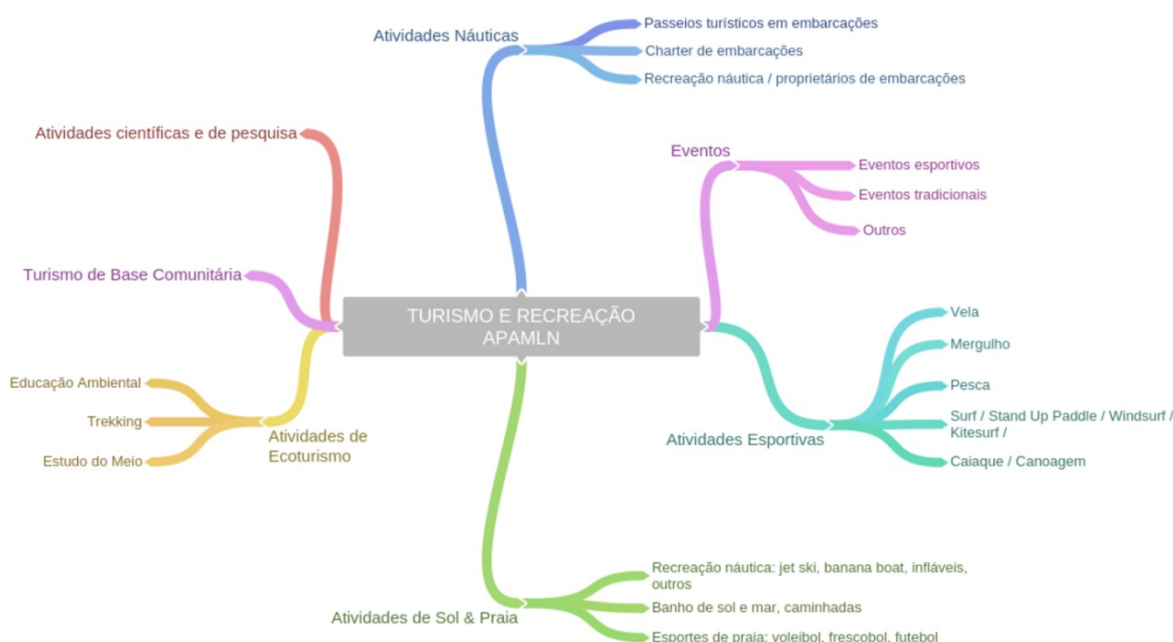 Atividades Náuticas
Passeios turísticos em embarcações
Charter de embarcações
Recreação náutica / proprietários de embarcações
Atividades científicas e de pesquisa
Eventos
Eventos esportivos
Eventos tradicionais
Outros
Turismo de Base Comunitária
TURISMO E RECREAÇÃO
APAMLN
Vela
Mergulho
Pesca
Surf / Stand Up Paddle / Windsurf /
Kitesurf /
Caiaque / Canoagem
Atividades Esportivas
Educação Ambiental
Trekking
Estudo do Meio
Atividades de
Ecoturismo
Recreação náutica: jet ski, banana boat, infláveis,
outros
Banho de sol e mar, caminhadas
Esportes de praia: voleibol, frescobol, futebol
Atividades de Sol & Praia